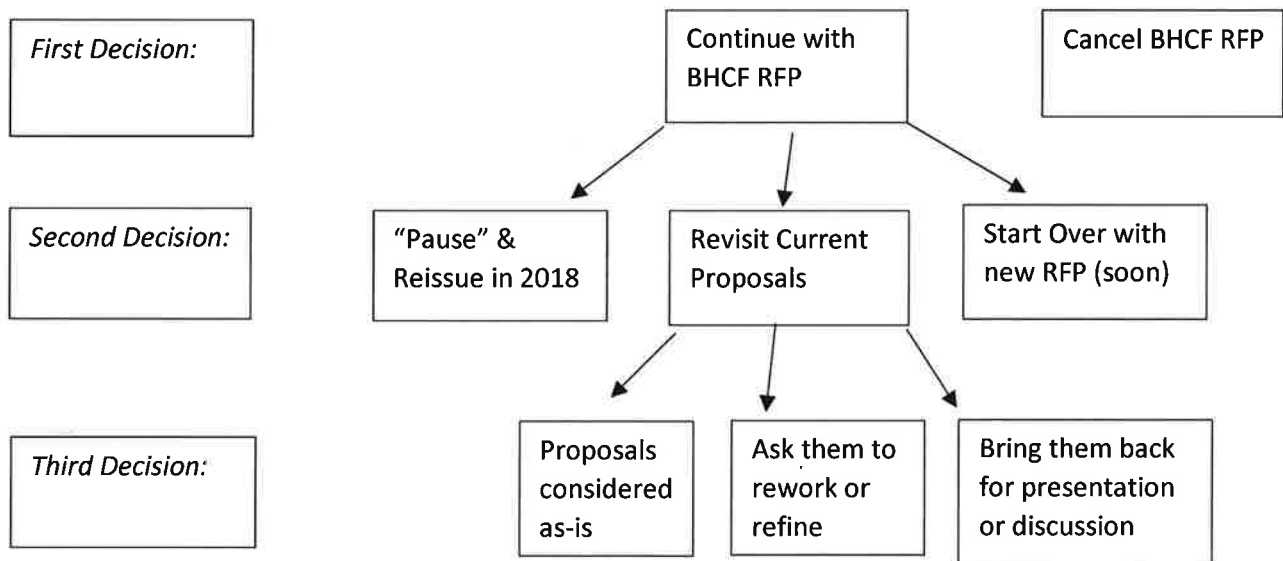 First Decision:
Continue with
BHCF RFP
Cancel BHCF RFP
Second Decision:
“Pause” &
Reissue in 2018
Revisit Current
Proposals
Start Over with
new RFP (soon)
Third Decision:
Proposals
considered
as-is
Ask them to
rework or
refine
Bring them back
for presentation
or discussion